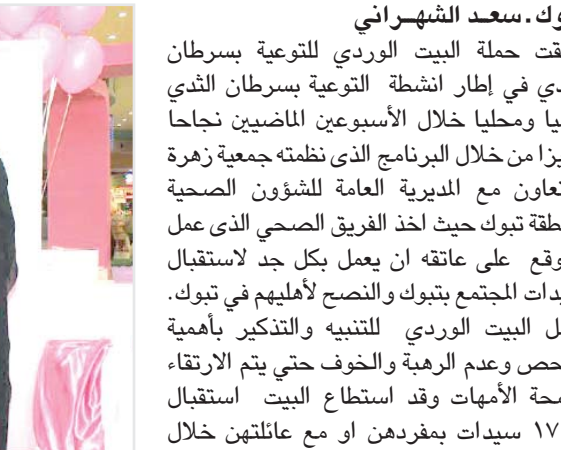 وك. سعـد الشهـــراني
قت حملة البيت الوردي للتوعية بسرطان
دي في إطار انشطة التوعية بسرطان الثدي
يا ومحليا خلال الأسبوعين الماضيين نجاحا
يزا من خلال البرنامج الذى نظمته جمعية زهرة
تعاون مع المديرية العامة للشؤون الصحية
طقة تبوك حيث اخذ الفريق الصحي الذى عمل
وقع على عاتقه ان يعمل بكل جد لاستقبال
يدات المجتمع بتبوك والنصح لأهليهم في تبوك.
ل البيت الوردي للتنبيه والتذكير بأهمية
حص وعدم الرهبة والخوف حتي يتم الارتقاء
حة الأمهات وقد استطاع البيت استقبال
١٧ سيدات بمفردهن او مع عائلتهن خلال